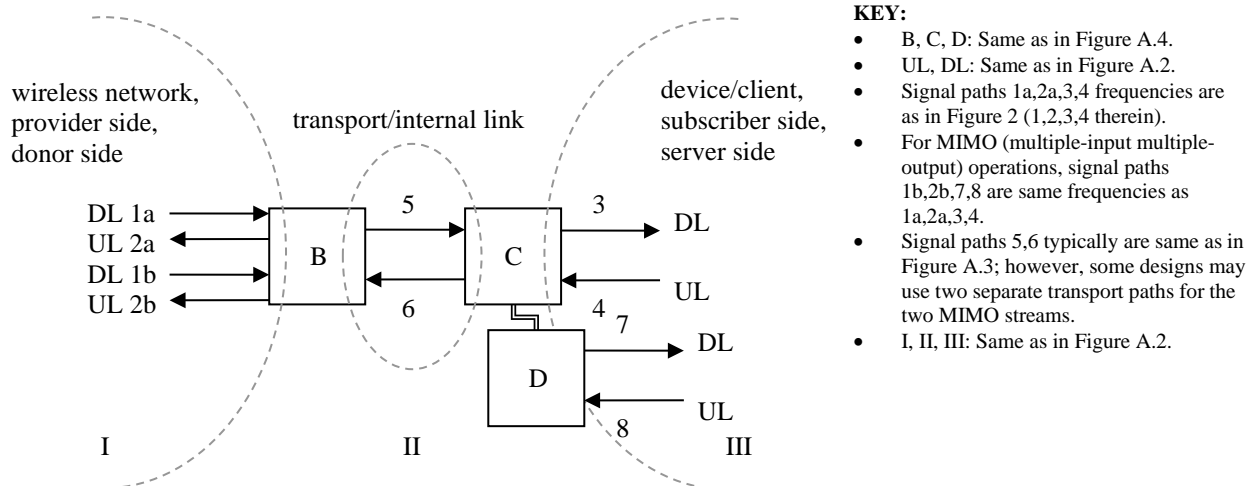 wireless network,
provider side,
donor side
transport/internal link
device/client,
subscriber side,
server side
DL 1a
UL 2a
DL 1b
UL 2b
B
5
6
C
3
DL
UL
4
7
D
DL
UL
8
I
II
III
KEY:
• B, C, D: Same as in Figure A.4.
• UL, DL: Same as in Figure A.2.
• Signal paths 1a,2a,3,4 frequencies are
as in Figure 2 (1,2,3,4 therein).
• For MIMO (multiple-input multiple-
output) operations, signal paths
1b,2b,7,8 are same frequencies as
1a,2a,3,4.
• Signal paths 5,6 typically are same as in
Figure A.3; however, some designs may
use two separate transport paths for the
two MIMO streams.
• I, II, III: Same as in Figure A.2.